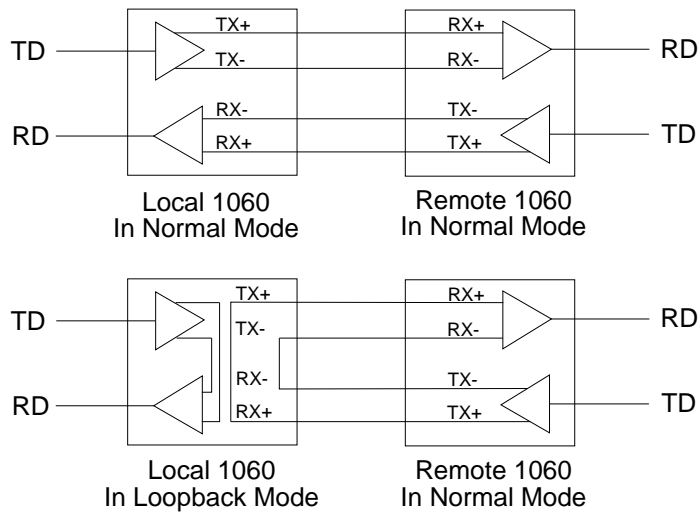 TD TX+ RX+ RD
TX- RX-
RX- TX-
RD RX+ TX+ TD
Local 1060 Remote 1060
In Normal Mode In Normal Mode
TX+ RX+
TD TX- RX- RD
RX- TX-
RD RX+ TX+ TD
Local 1060 Remote 1060
In Loopback Mode In Normal Mode